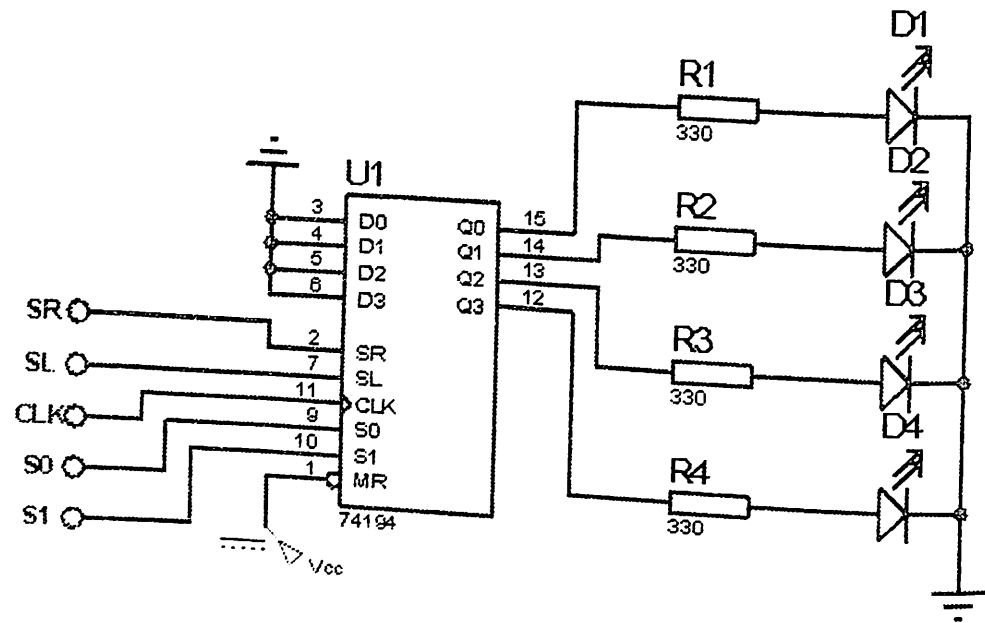 D1
R1
330
D2
U1
3 D0
4 D1
5 D2
6 D3
Q0 15
Q1 14
Q2 13
Q3 12
R2
330
D3
SR
2 SR
SL
7 SL
CLK
11 CLK
9 S0
S0
10 S1
S1
1 MR
74194
R3
330
D4
R4
330
Vcc